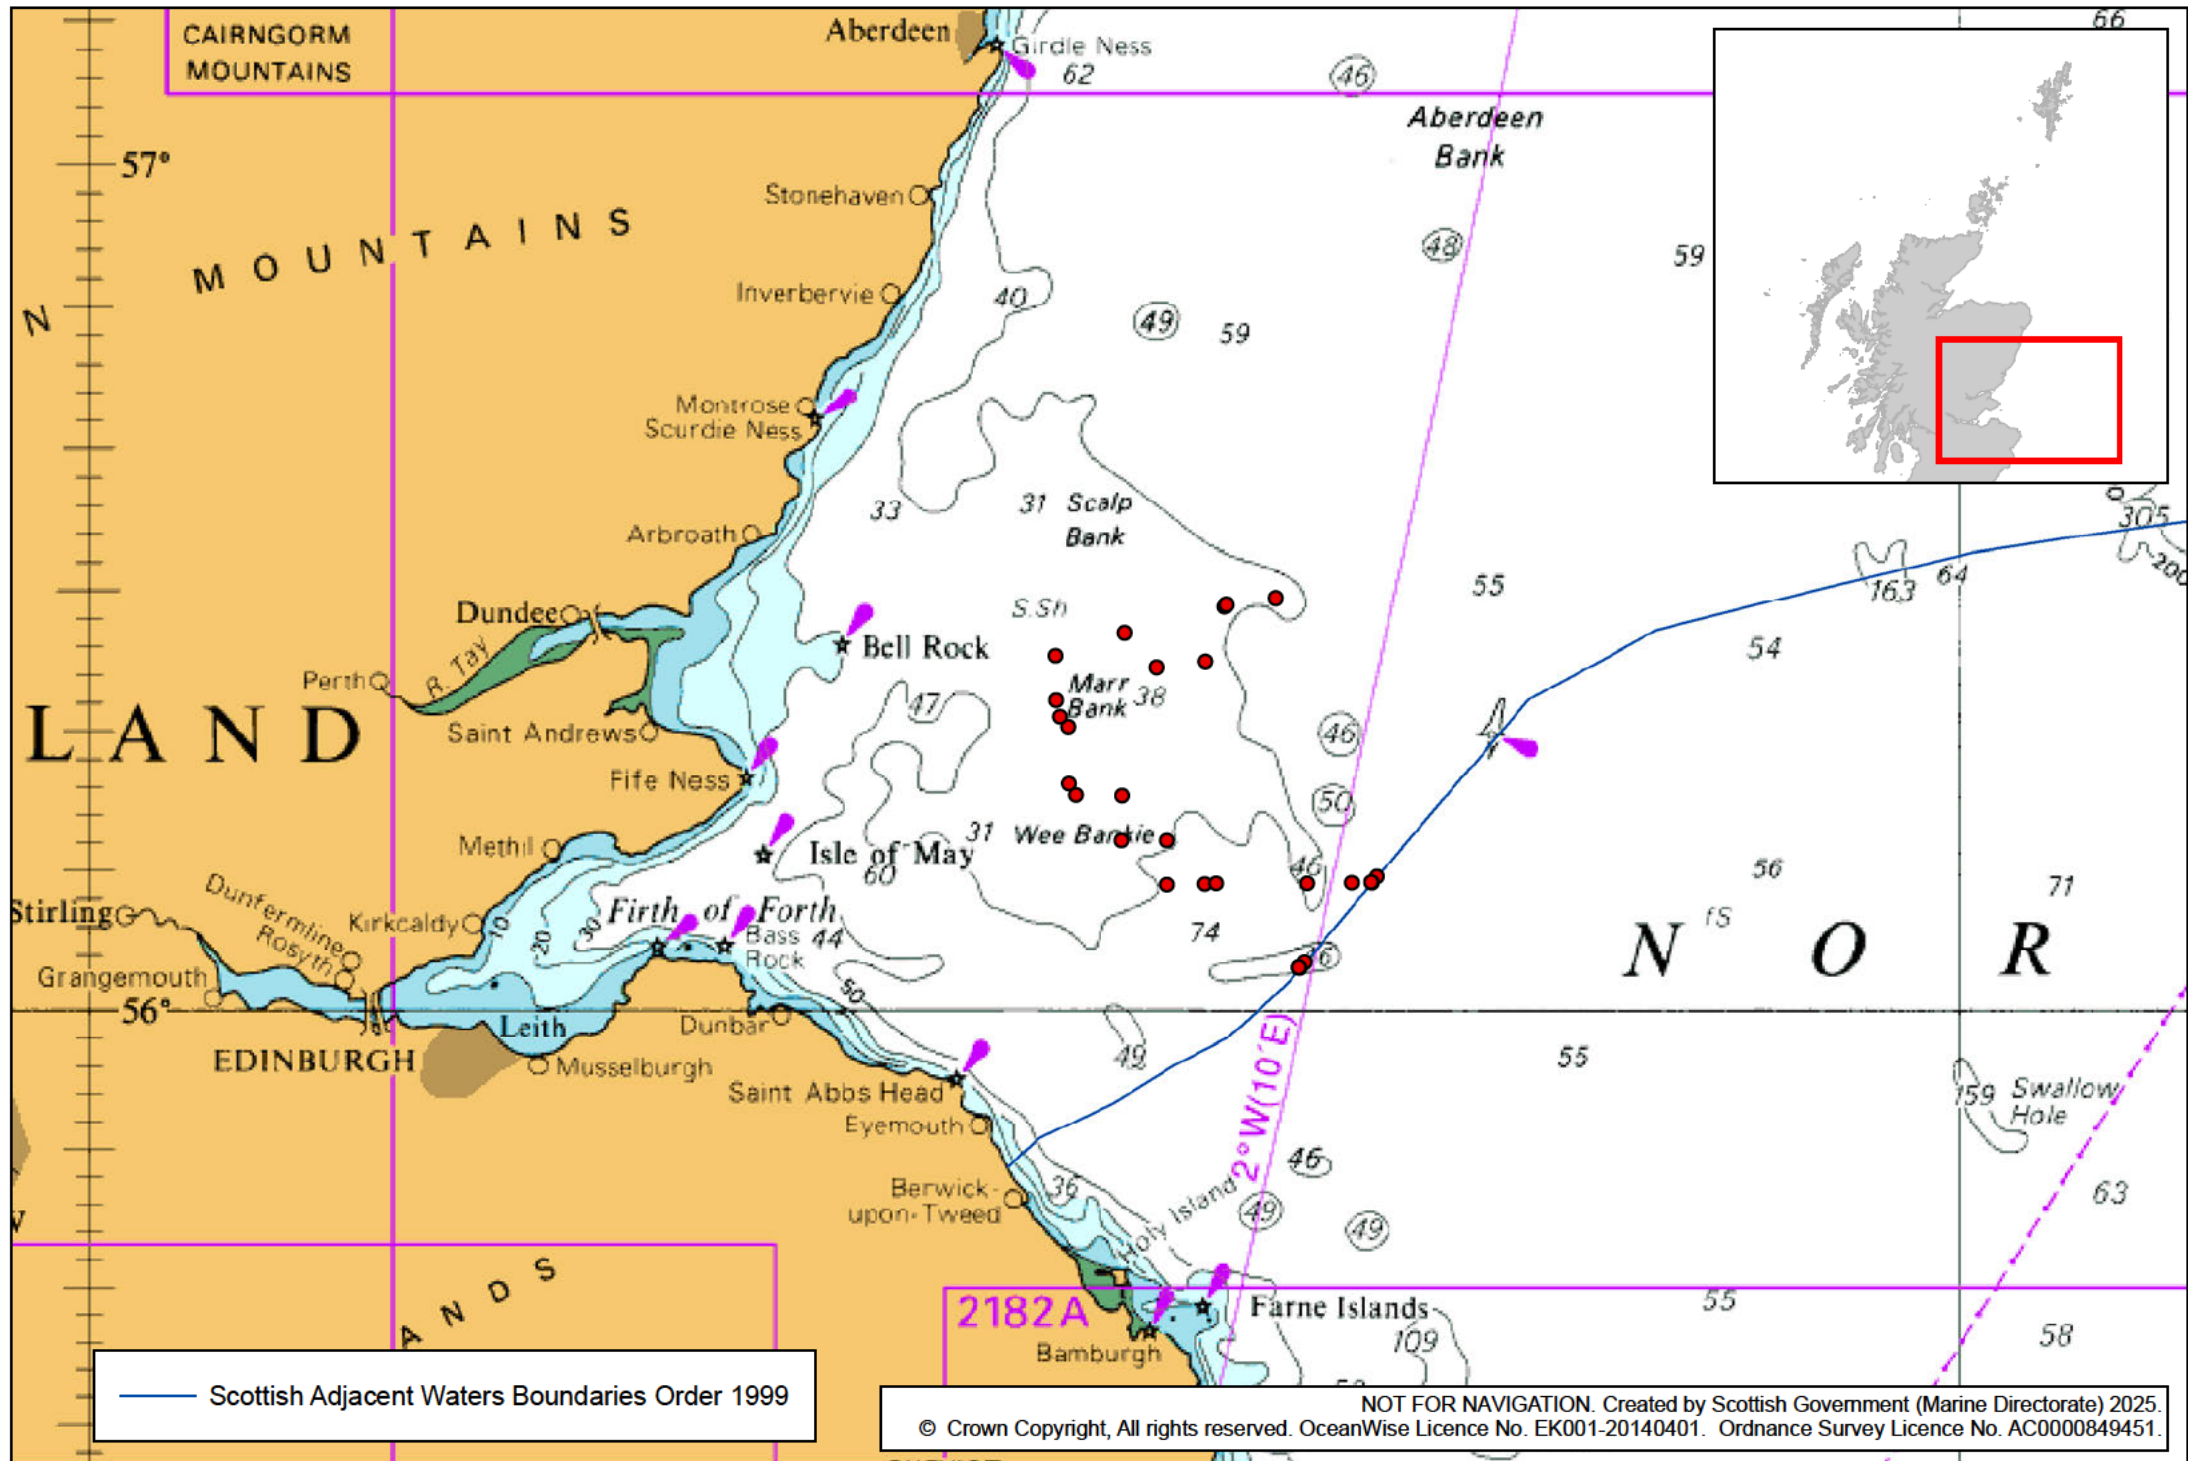 CAIRNGORM
MOUNTAINS
Aberdeen
Girdle Ness
62
46
66
Aberdeen
Bank
57°
Stonehaven
48
59
M O U N T A I N S
N
Inverbervie
40
49
59
Montrose
Scurdie Ness
33
31 Scalp
Bank
305
200
Arbroath
55
163
64
S.Sh
Dundee
Bell Rock
54
R. Tay
Perth
Marr
Bank
38
47
L A N D
Saint Andrews
46
Fife Ness
50
31
Wee Bankie
Methil
Isle of May
60
46
56
71
Dunfermline
Rosyth
Stirling
Kirkcaldy
10
20
30
Firth of Forth
Bass
Rock
44
74
fS
N O R
Grangemouth
50
56°
Leith
Dunbar
EDINBURGH
Musselburgh
49
55
2°W(10'E)
Saint Abbs Head
Eyemouth
159 Swallow
Hole
46
36
Berwick-
upon-Tweed
Holy Island
49
49
63
A N D S
2182A
Farne Islands
55
109
58
Bamburgh
Scottish Adjacent Waters Boundaries Order 1999
NOT FOR NAVIGATION. Created by Scottish Government (Marine Directorate) 2025.
© Crown Copyright, All rights reserved. OceanWise Licence No. EK001-20140401. Ordnance Survey Licence No. AC0000849451.